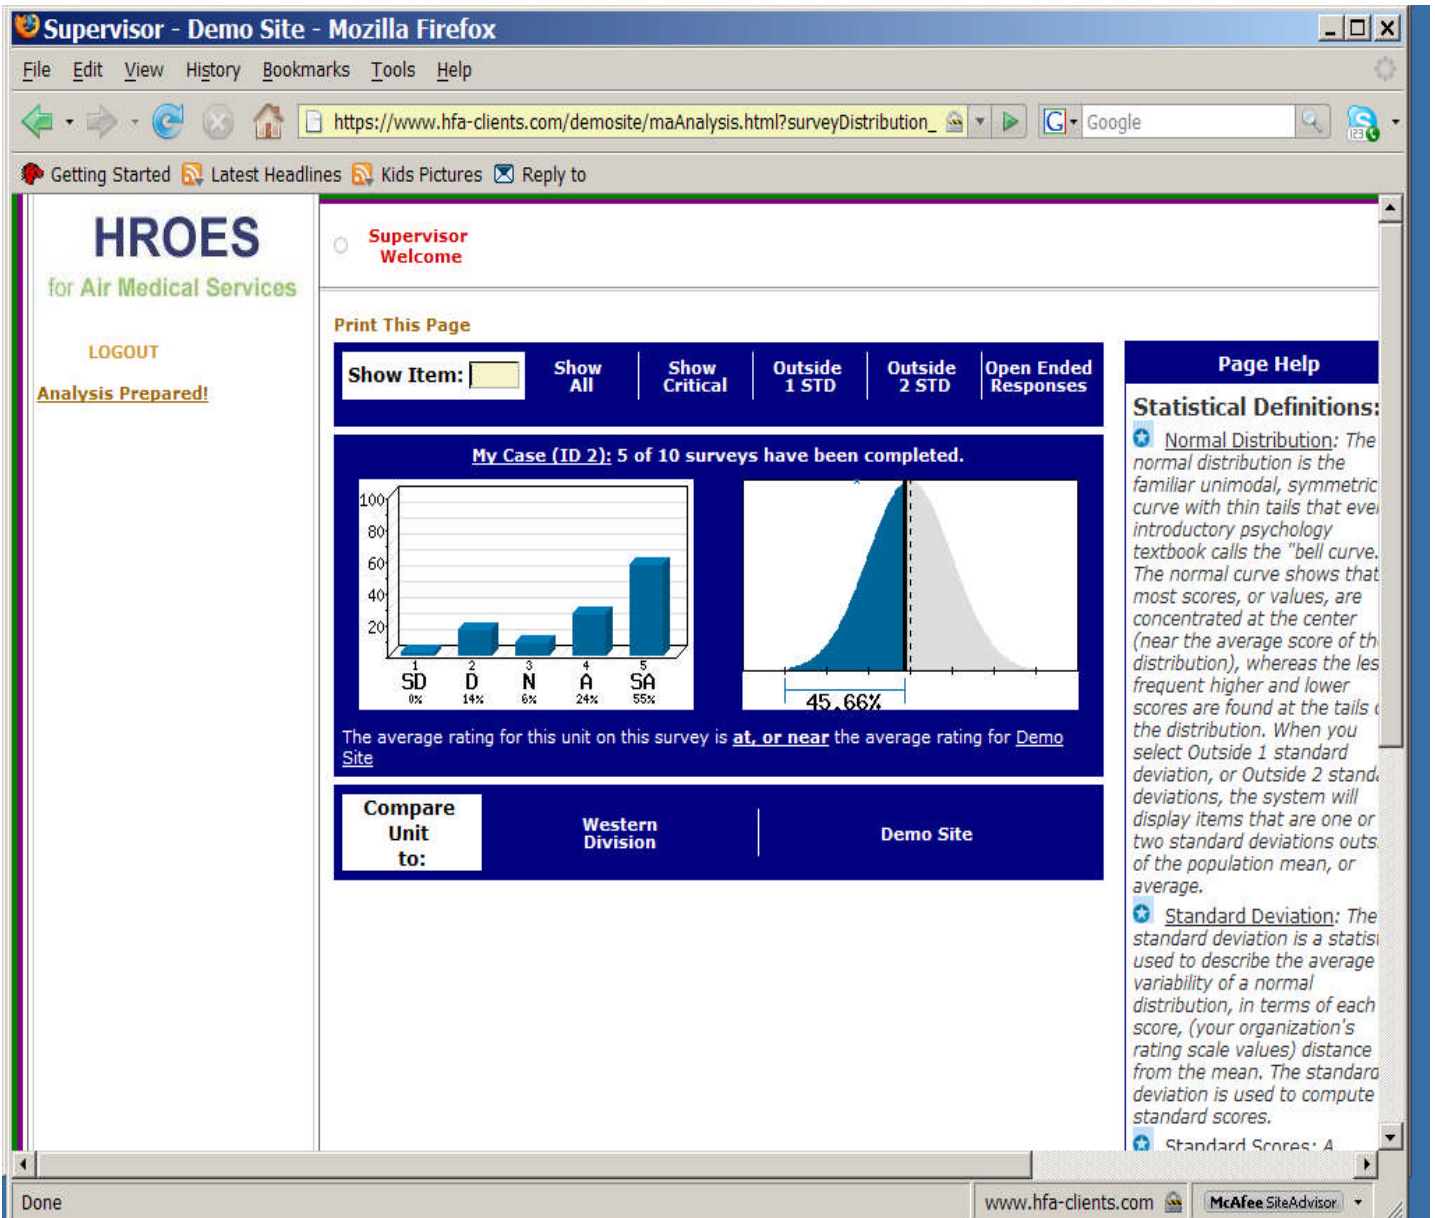 Supervisor - Demo Site - Mozilla Firefox
File Edit View History Bookmarks Tools Help
https://www.hfa-clients.com/demosite/maAnalysis.html?surveyDistribution_
G Google
123
Getting Started Latest Headlines Kids Pictures Reply to
HROES
for Air Medical Services
LOGOUT
Analysis Prepared!
Supervisor
Welcome
Print This Page
Show Item:
Show
All
Show
Critical
Outside
1 STD
Outside
2 STD
Open Ended
Responses
My Case (ID 2): 5 of 10 surveys have been completed.
100
80
60
40
20
1 2 3 4 5
SD D N A SA
0% 14% 6% 24% 55%
45.66%
The average rating for this unit on this survey is at, or near the average rating for Demo
Site
Compare
Unit
to:
Western
Division
Demo Site
Page Help
Statistical Definitions:
Normal Distribution: The
normal distribution is the
familiar unimodal, symmetric
curve with thin tails that
introductory psychology
textbook calls the "bell curve.
The normal curve shows that
most scores, or values, are
concentrated at the center
(near the average score of
distribution), whereas the
frequent higher and lower
scores are found at the tails
the distribution. When you
select Outside 1 standard
deviation, or Outside 2
deviations, the system will
display items that are one or
two standard deviations
of the population mean, or
average.
Standard Deviation: The
standard deviation is a
used to describe the average
variability of a normal
distribution, in terms of each
score, (your organization's
rating scale values) distance
from the mean. The standard
deviation is used to compute
standard scores.
Standard Scores: A
Done
www.hfa-clients.com
McAfee SiteAdvisor